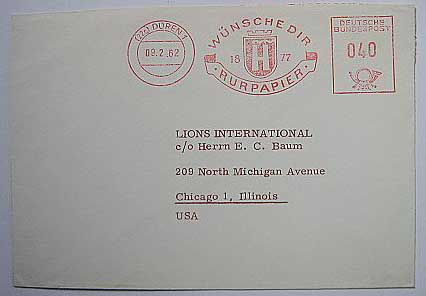 (22c) DÜREN 1
09.2.62
WÜNSCHE DIR
18 77
RURPAPIER
DEUTSCHE
BUNDESPOST
040
LIONS INTERNATIONAL
c/o Herrn E. C. Baum
209 North Michigan Avenue
Chicago 1, Illinois
USA